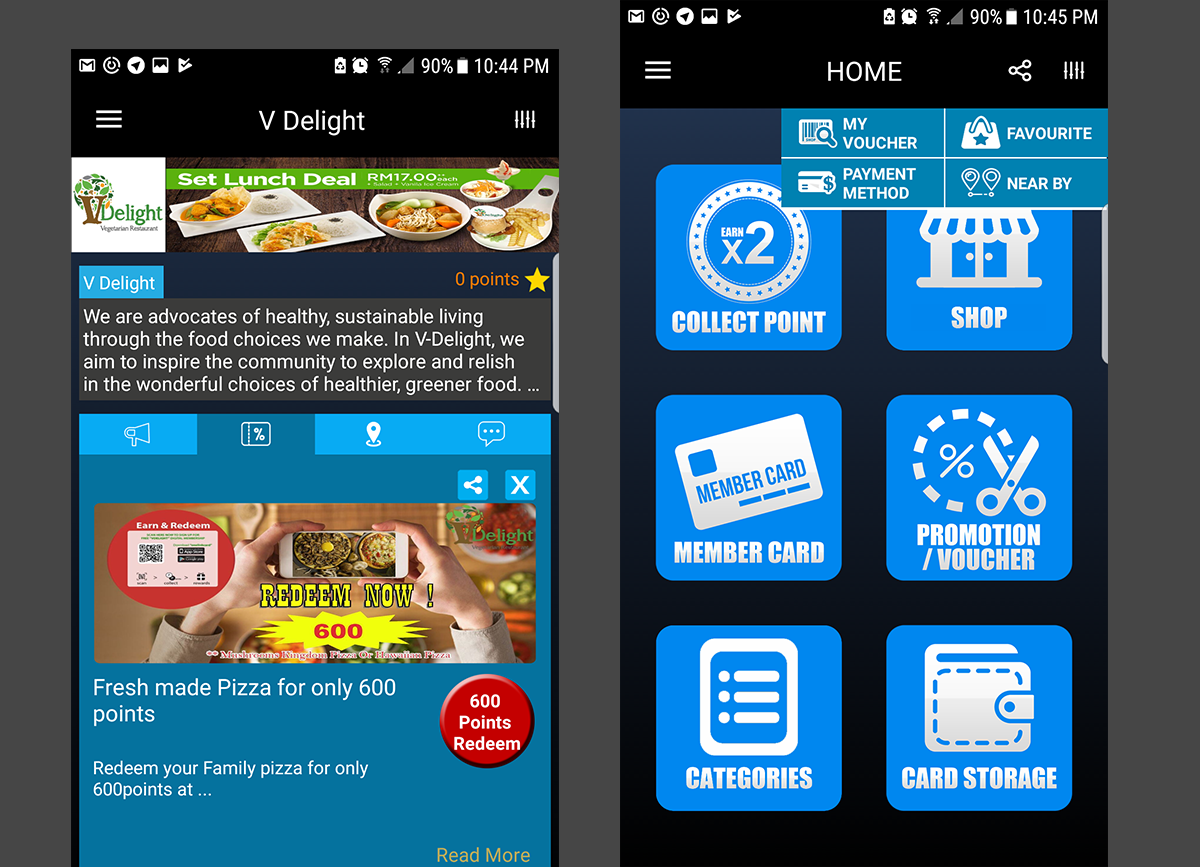 90% 10:44 PM
V Delight
Delight
Vegetarian Restaurant
Set Lunch Deal RM17.00++ each
+ Salad + Vanilla Ice Cream
V Delight
0 points
We are advocates of healthy, sustainable living
through the food choices we make. In V-Delight, we
aim to inspire the community to explore and relish
in the wonderful choices of healthier, greener food. ...
%
X
Earn & Redeem
App Store
scan > collect > rewards
Delight
REDEEM NOW !
600
** Mushrooms Kingdom Pizza Or Hawaiian Pizza
Fresh made Pizza for only 600
points
600
Points
Redeem
Redeem your Family pizza for only
600points at ...
Read More
90% 10:45 PM
HOME
MY
VOUCHER
FAVOURITE
PAYMENT
METHOD
NEAR BY
EARN
x2
COLLECT POINT
SHOP
MEMBER CARD
MEMBER CARD
%
PROMOTION
/ VOUCHER
CATEGORIES
CARD STORAGE